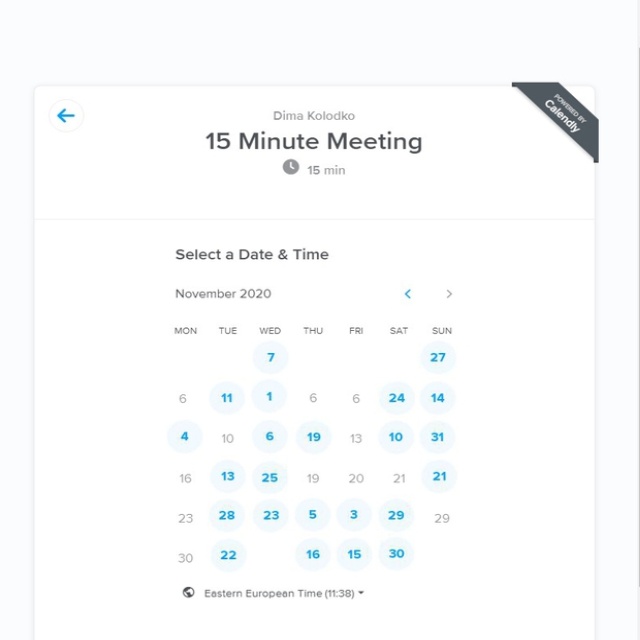 POWERED BY
Calendly
Dima Kolodko
15 Minute Meeting
15 min
Select a Date & Time
November 2020
MON TUE WED THU FRI SAT SUN
7 27
6 11 1 6 6 24 14
4 10 6 19 13 10 31
16 13 25 19 20 21 21
23 28 23 5 3 29 29
30 22 16 15 30
Eastern European Time (11:38)